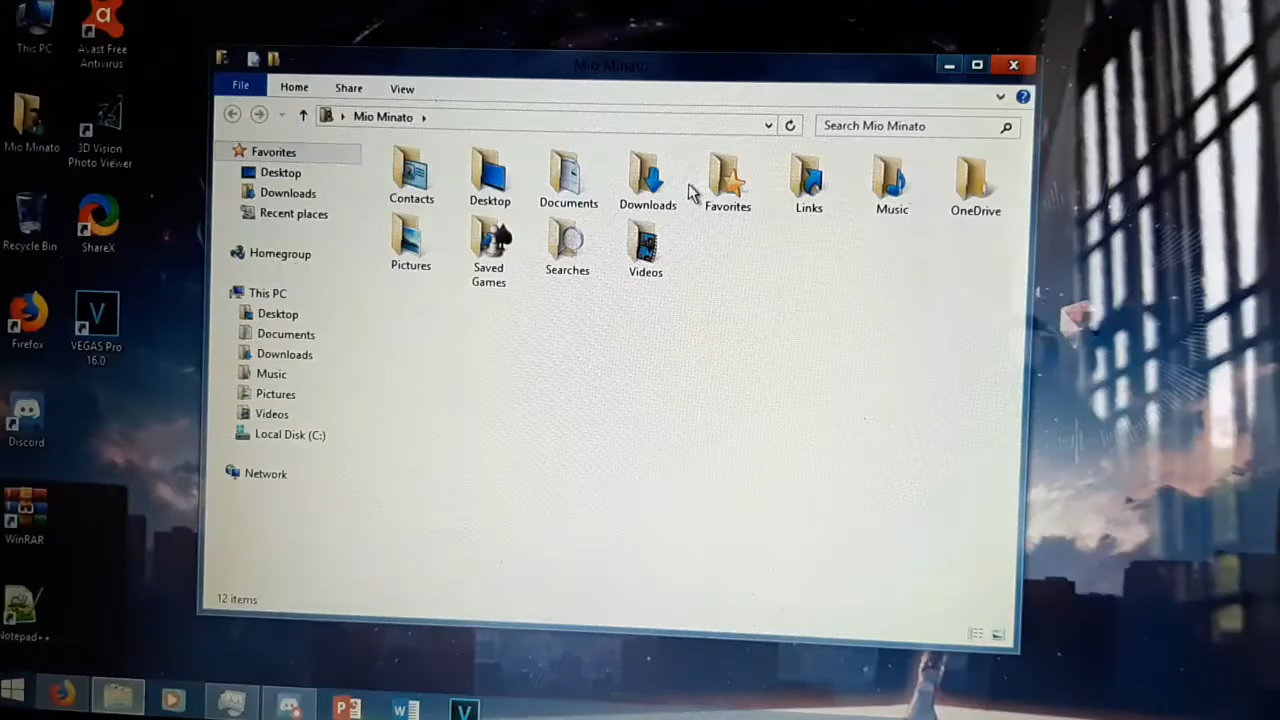 This PC
Avast Free
Antivirus
Mio Minato
3D Vision
Photo Viewer
Recycle Bin
ShareX
Firefox
VEGAS Pro
16.0
Discord
WinRAR
Notepad++
Mio Minato
File
Home
Share
View
Mio Minato
Search Mio Minato
Favorites
Desktop
Downloads
Recent places
Homegroup
This PC
Desktop
Documents
Downloads
Music
Pictures
Videos
Local Disk (C:)
Network
Contacts
Desktop
Documents
Downloads
Favorites
Links
Music
OneDrive
Pictures
Saved
Games
Searches
Videos
12 items